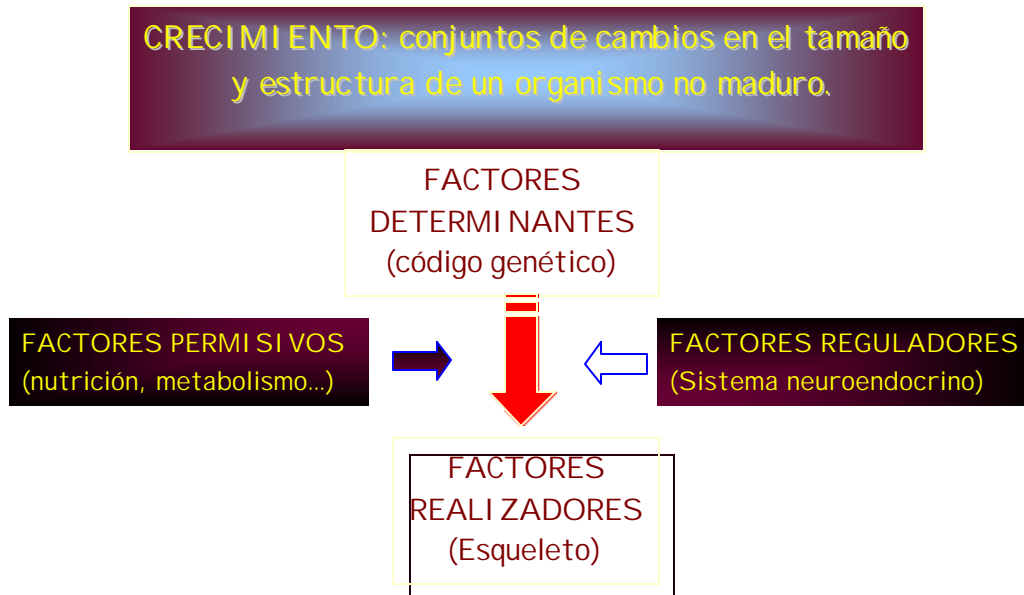 CRECIMIENTO: conjuntos de cambios en el tamaño
y estructura de un organismo no maduro.
FACTORES
DETERMINANTES
(código genético)
FACTORES PERMISIVOS
(nutrición, metabolismo...)
FACTORES REGULADORES
(Sistema neuroendocrino)
FACTORES
REALIZADORES
(Esqueleto)